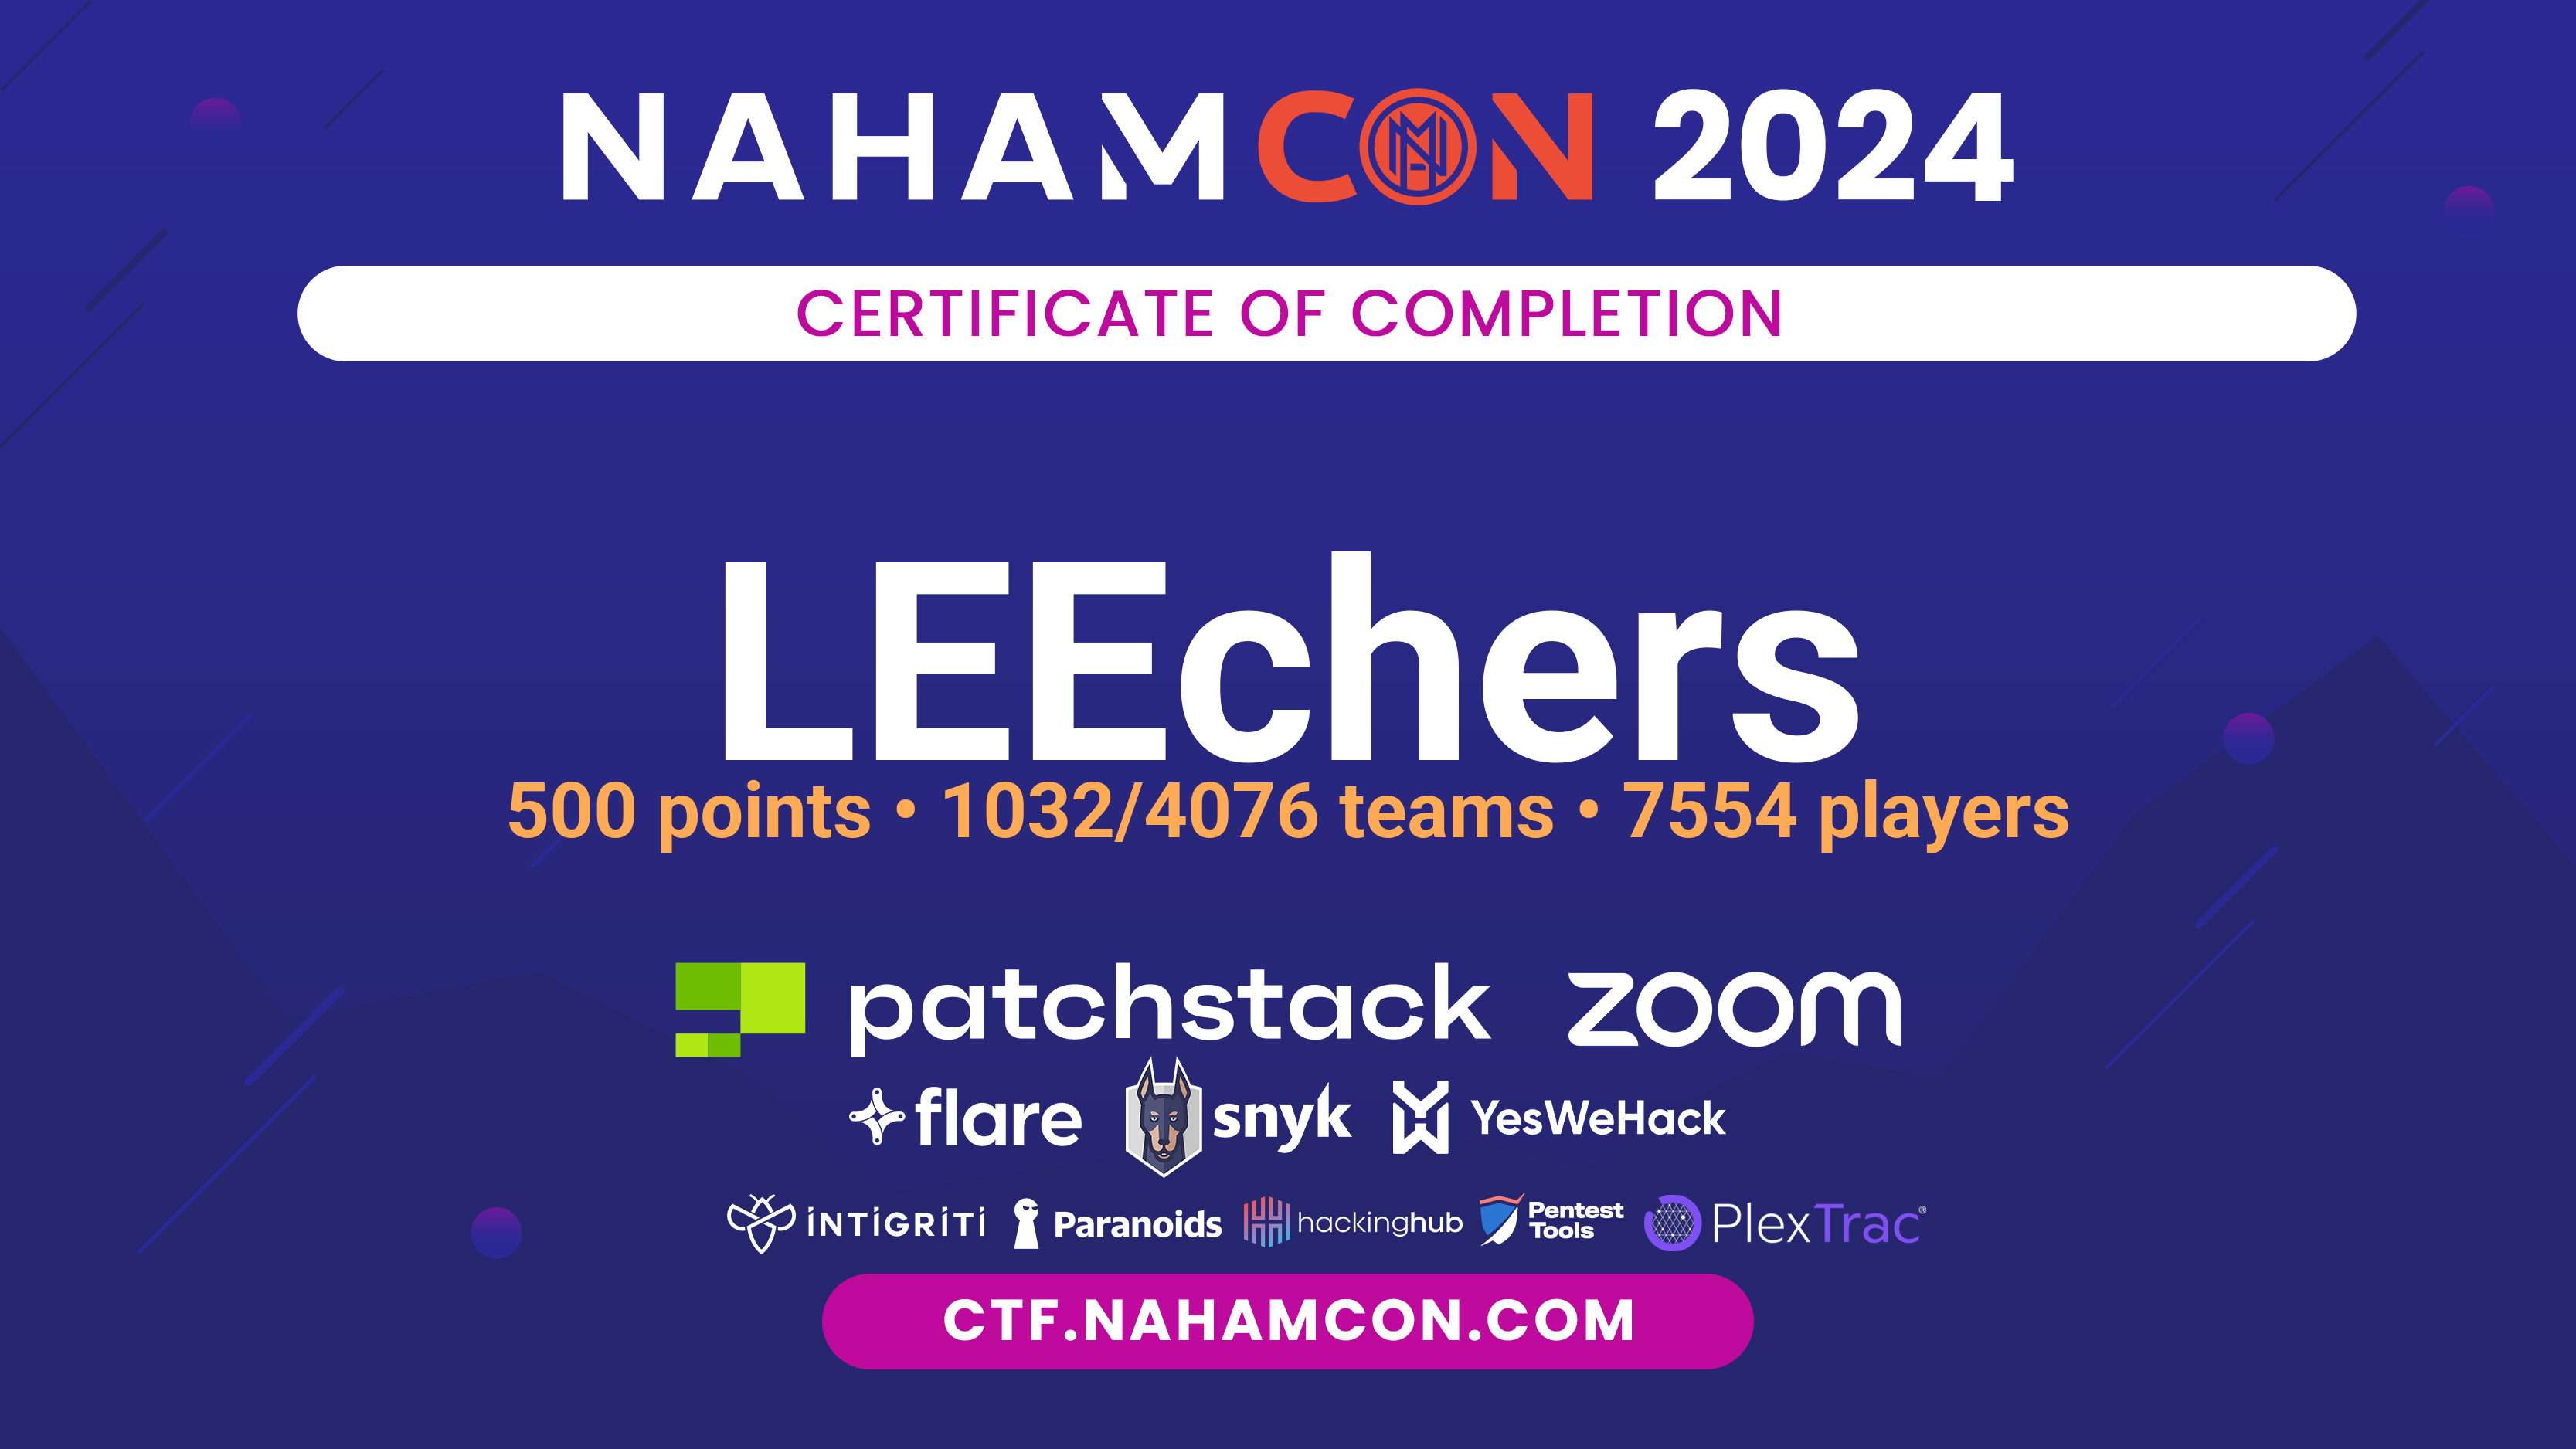 NAHAMCON 2024
CERTIFICATE OF COMPLETION
LEEchers
500 points • 1032/4076 teams • 7554 players
patchstack zoom
flare snyk YesWeHack
INTIGRITI Paranoids hackinghub Pentest Tools PlexTrac®
CTF.NAHAMCON.COM